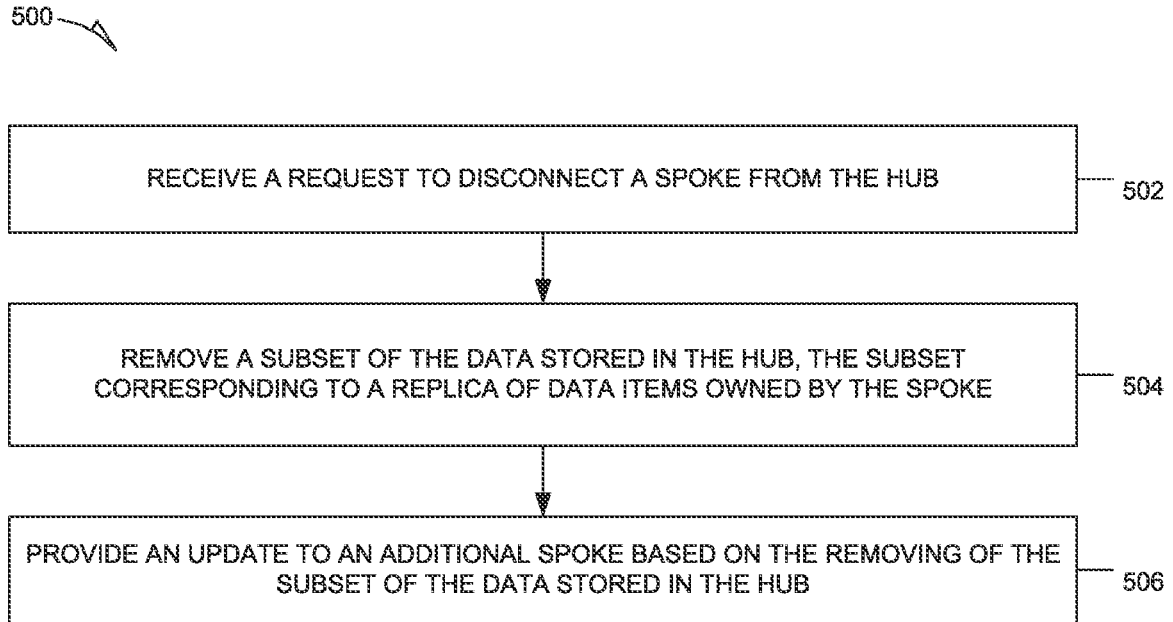 500
RECEIVE A REQUEST TO DISCONNECT A SPOKE FROM THE HUB
502
REMOVE A SUBSET OF THE DATA STORED IN THE HUB, THE SUBSET
CORRESPONDING TO A REPLICA OF DATA ITEMS OWNED BY THE SPOKE
504
PROVIDE AN UPDATE TO AN ADDITIONAL SPOKE BASED ON THE REMOVING OF THE
SUBSET OF THE DATA STORED IN THE HUB
506